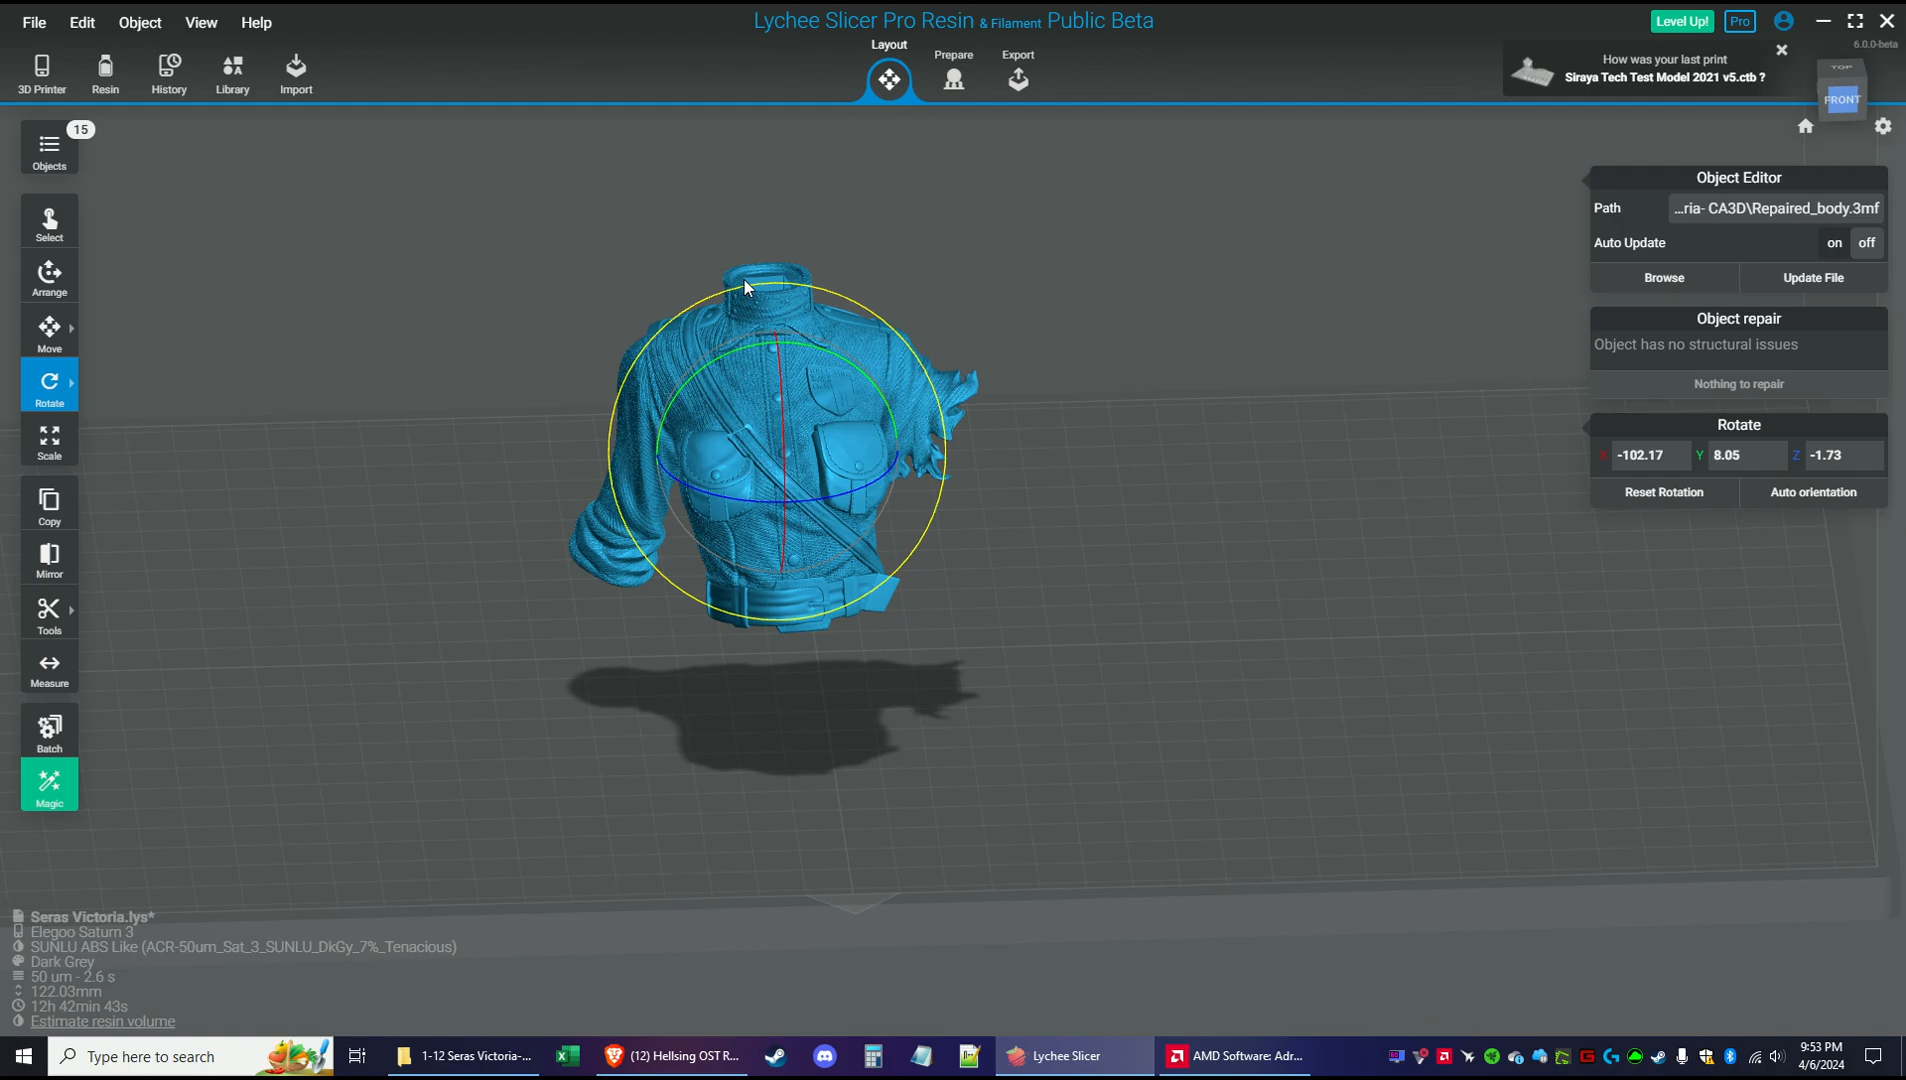 File Edit Object View Help
Lychee Slicer Pro Resin & Filament Public Beta
Level Up! Pro
6.0.0-beta
3D Printer Resin History Library Import
Layout Prepare Export
How was your last print
Siraya Tech Test Model 2021 v5.ctb ?
TOP
FRONT
15
Objects
Select
Arrange
Move
Rotate
Scale
Copy
Mirror
Tools
Measure
Batch
Magic
Object Editor
Path ...ria- CA3D\Repaired_body.3mf
Auto Update on off
Browse Update File
Object repair
Object has no structural issues
Nothing to repair
Rotate
X -102.17 Y 8.05 Z -1.73
Reset Rotation Auto orientation
Seras Victoria.lys*
Elegoo Saturn 3
SUNLU ABS Like (ACR-50um_Sat_3_SUNLU_DkGy_7%_Tenacious)
Dark Grey
50 um - 2.6 s
122.03mm
12h 42min 43s
Estimate resin volume
Type here to search
1-12 Seras Victoria-...
(12) Hellsing OST R...
Lychee Slicer
AMD Software: Adr...
9:53 PM
4/6/2024